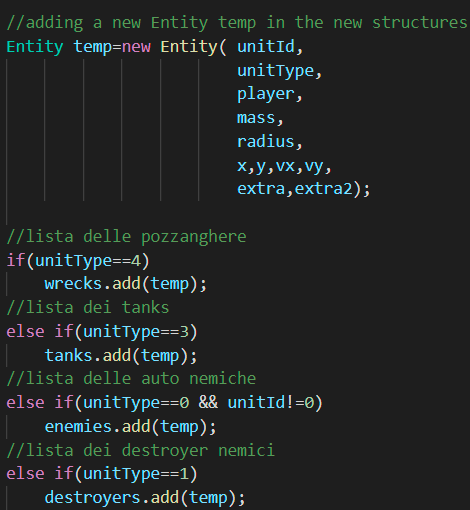 //adding a new Entity temp in the new structures
Entity temp=new Entity( unitId,
unitType,
player,
mass,
radius,
x,y,vx,vy,
extra,extra2);
//lista delle pozzanghere
if(unitType==4)
wrecks.add(temp);
//lista dei tanks
else if(unitType==3)
tanks.add(temp);
//lista delle auto nemiche
else if(unitType==0 && unitId!=0)
enemies.add(temp);
//lista dei destroyer nemici
else if(unitType==1)
destroyers.add(temp);